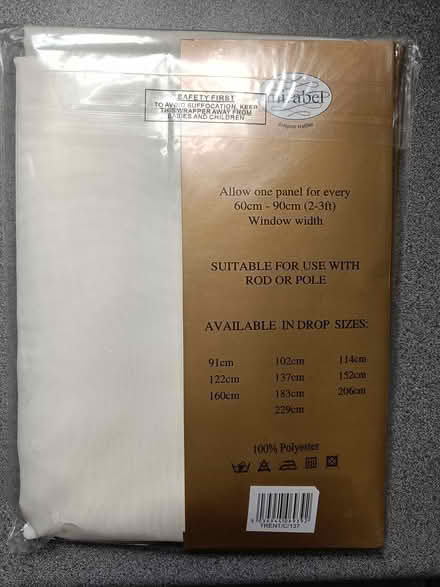 SAFETY FIRST
TO AVOID SUFFOCATION, KEEP
THIS WRAPPER AWAY FROM
BABIES AND CHILDREN
Allow one panel for every
60cm - 90cm (2-3ft)
Window width
SUITABLE FOR USE WITH
ROD OR POLE
AVAILABLE IN DROP SIZES:
91cm 102cm 114cm
122cm 137cm 152cm
160cm 183cm 206cm
229cm
100% Polyester
TRENT/C/137